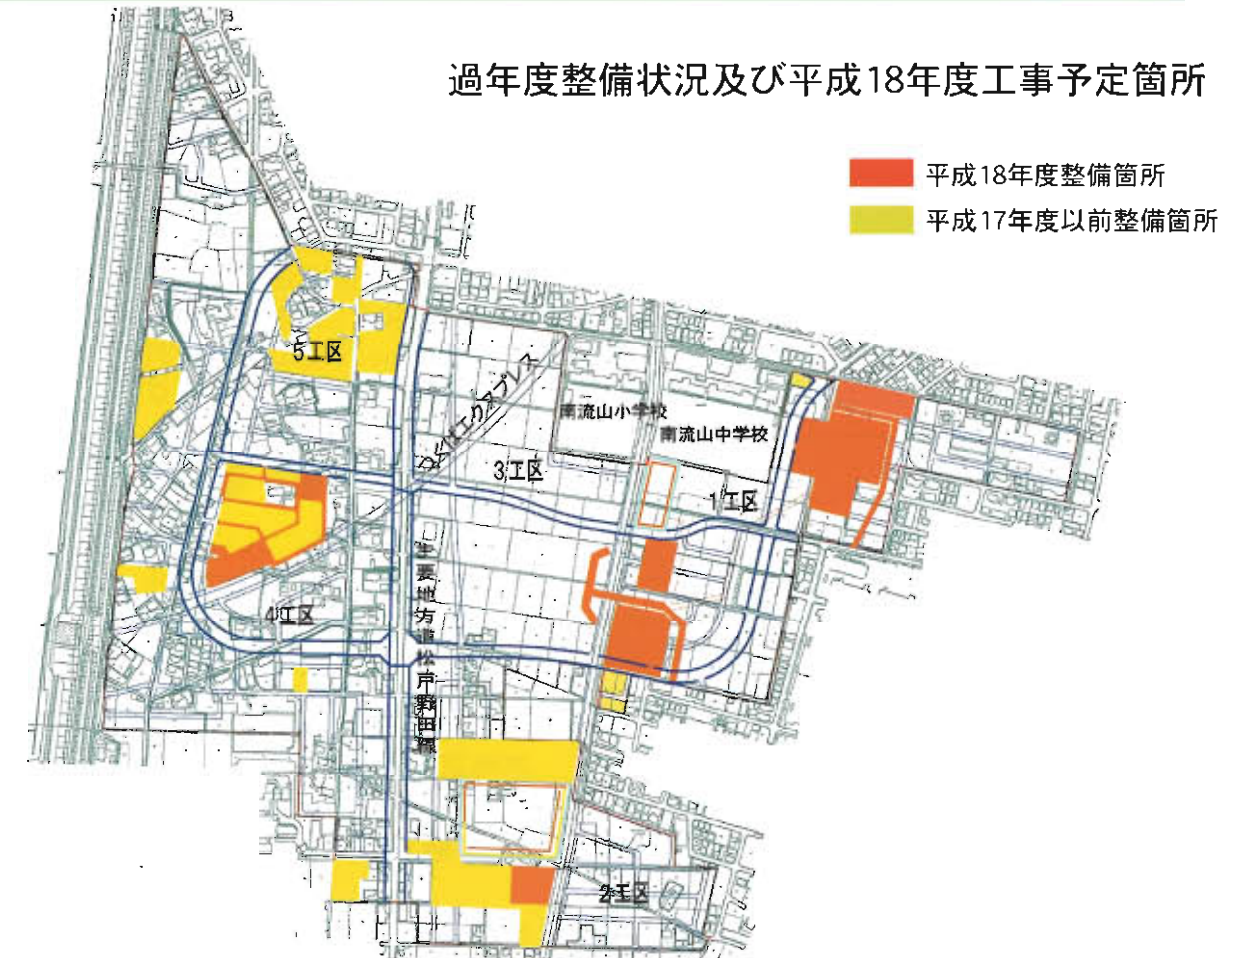 過年度整備状況及び平成18年度工事予定箇所
平成18年度整備箇所
平成17年度以前整備箇所
5工区
つくばエクスプレス
南流山小学校
南流山中学校
3工区
1工区
主要地方道松戸野田線
4工区
2工区